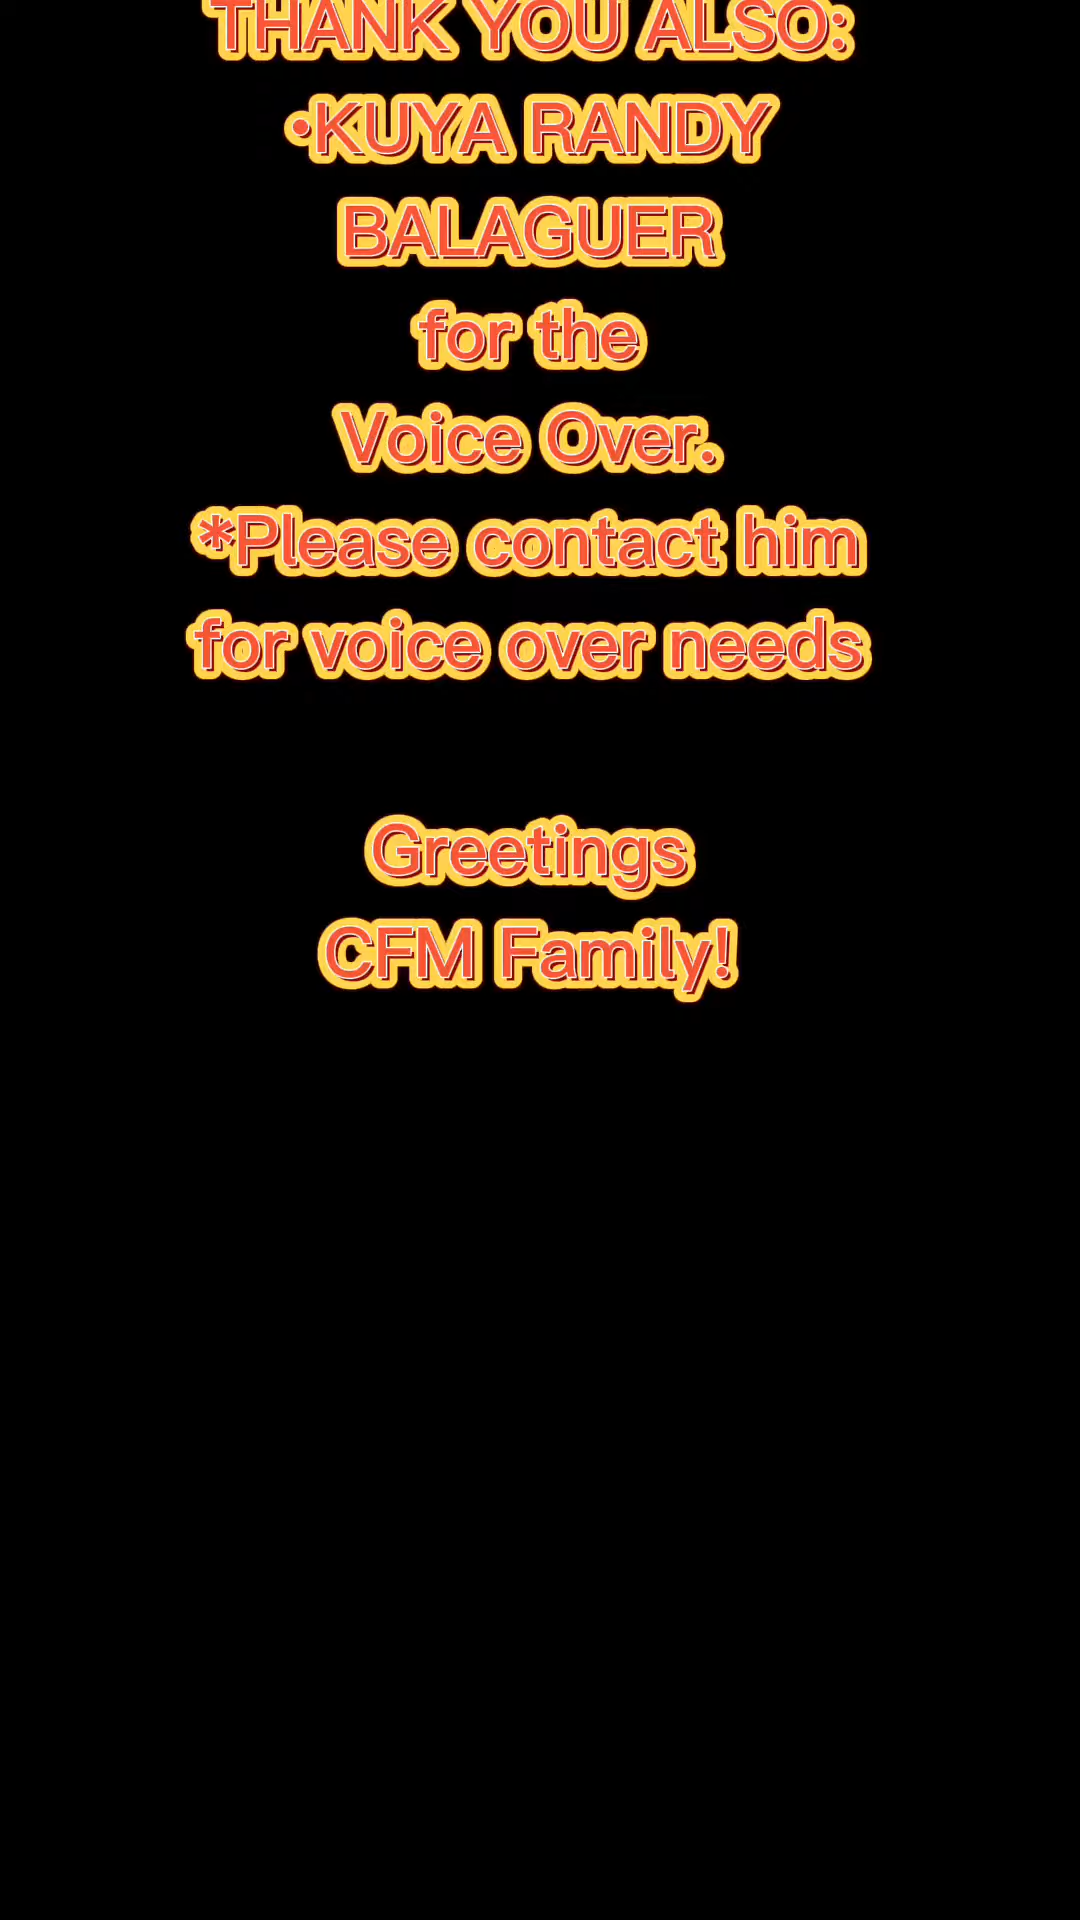 THANK YOU ALSO:
•KUYA RANDY
BALAGUER
for the
Voice Over.
*Please contact him
for voice over needs
Greetings
CFM Family!